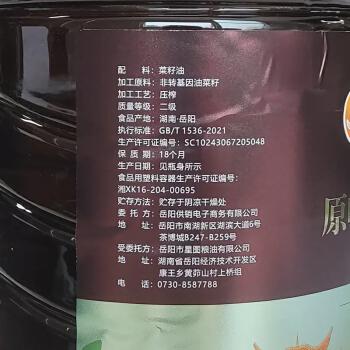 配    料：菜籽油
加工原料：非转基因油菜籽
加工工艺：压榨
质量等级：二级
食品产地：湖南·岳阳
执行标准：GB/T 1536-2021
生产许可证编号：SC10243067205048
保 质 期：18个月
生产日期：见瓶身所示
食品用塑料容器生产许可证编号：
湘XK16-204-00695
贮存方法：贮存于阴凉干燥处
委托方：岳阳供销电子商务有限公司
地    址：岳阳市南湖新区湖滨大道6号
茶博城B247-B259号
受委托方：岳阳市星图粮油有限公司
地    址：湖南省岳阳经济技术开发区
康王乡黄茆山村上桥组
电    话：0730-8587788
原